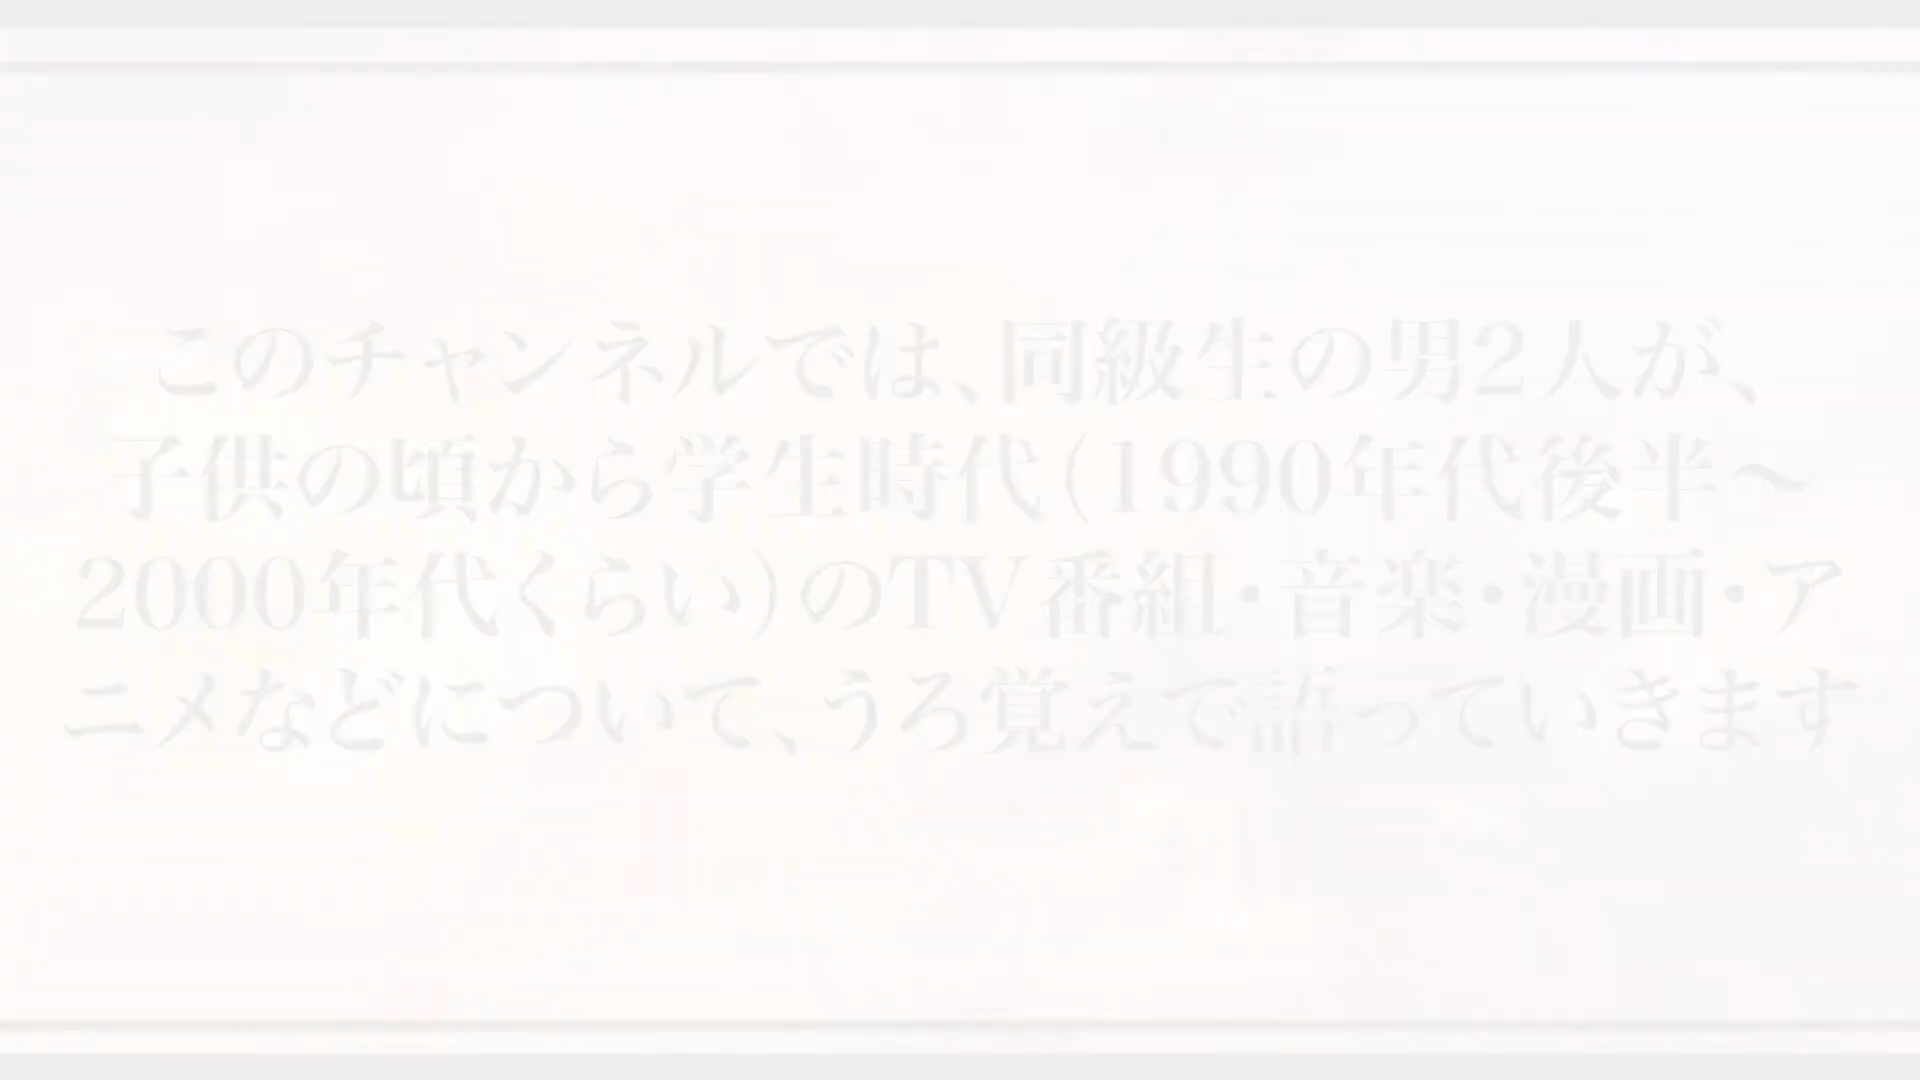 このチャンネルでは、同級生の男2人が、
子供の頃から学生時代(1990年代後半〜
2000年代くらい)のTV番組・音楽・漫画・ア
ニメなどについて、うろ覚えで語っていきます